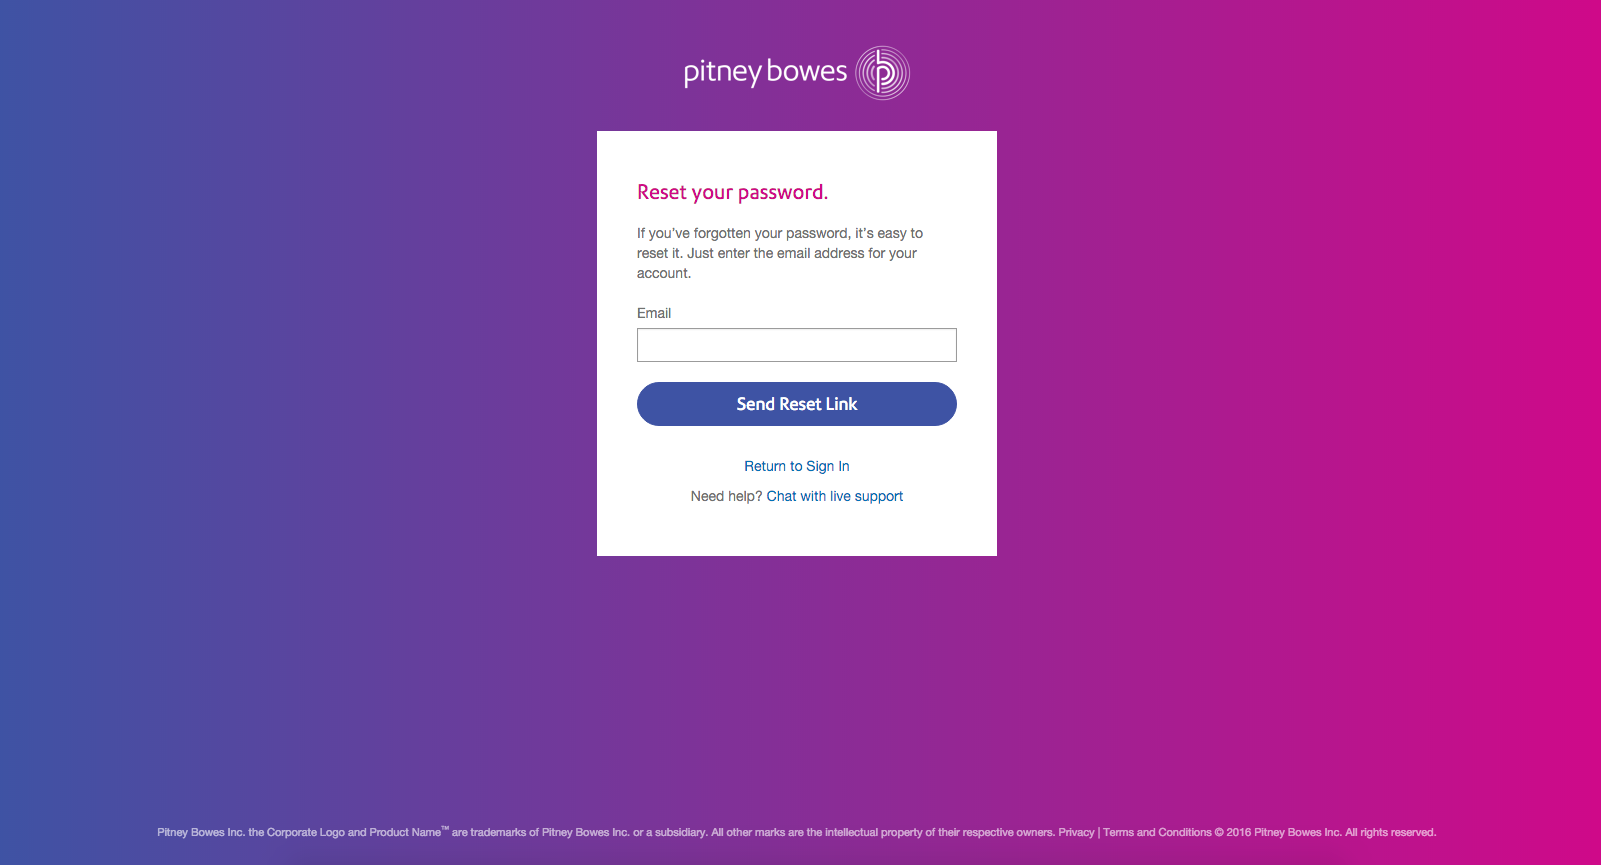 pitney bowes
Reset your password.
If you've forgotten your password, it's easy to
reset it. Just enter the email address for your
account.
Email
Send Reset Link
Return to Sign In
Need help? Chat with live support
Pitney Bowes Inc. the Corporate Logo and Product Name™ are trademarks of Pitney Bowes Inc. or a subsidiary. All other marks are the intellectual property of their respective owners. Privacy | Terms and Conditions © 2016 Pitney Bowes Inc. All rights reserved.